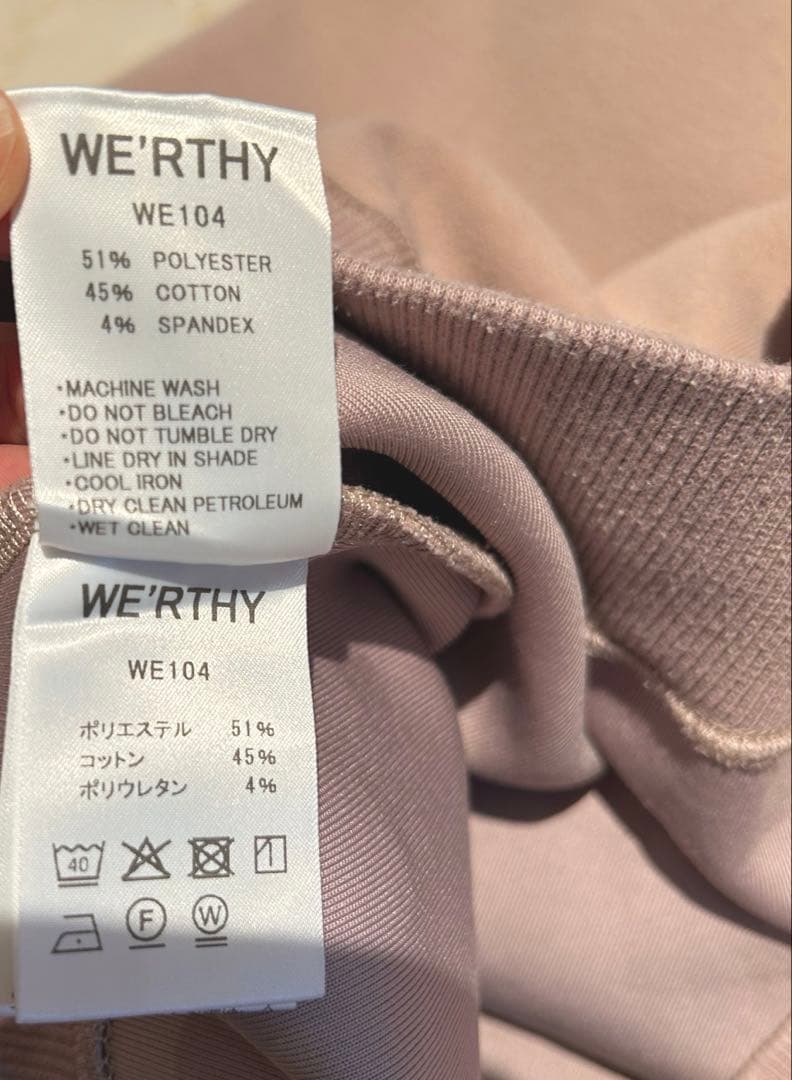 WE'RTHY
WE104
51% POLYESTER
45% COTTON
4% SPANDEX
・MACHINE WASH
・DO NOT BLEACH
・DO NOT TUMBLE DRY
・LINE DRY IN SHADE
・COOL IRON
・DRY CLEAN PETROLEUM
・WET CLEAN
WE'RTHY
WE104
ポリエステル 51%
コットン 45%
ポリウレタン 4%
40
F W